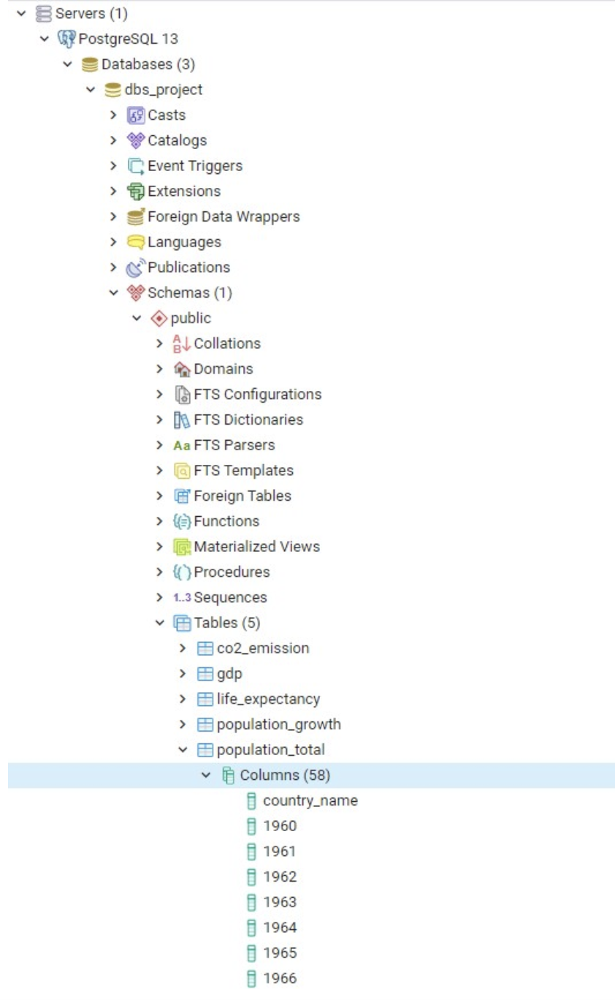 Servers (1)
PostgreSQL 13
Databases (3)
dbs_project
Casts
Catalogs
Event Triggers
Extensions
Foreign Data Wrappers
Languages
Publications
Schemas (1)
public
Collations
Domains
FTS Configurations
FTS Dictionaries
Aa FTS Parsers
FTS Templates
Foreign Tables
Functions
Materialized Views
Procedures
1..3 Sequences
Tables (5)
co2_emission
gdp
life_expectancy
population_growth
population_total
Columns (58)
country_name
1960
1961
1962
1963
1964
1965
1966